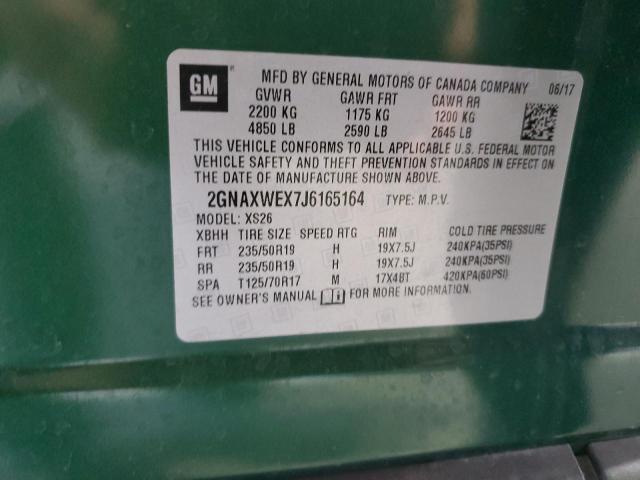 GM
MFD BY GENERAL MOTORS OF CANADA COMPANY 06/17
GVWR GAWR FRT GAWR RR
2200 KG 1175 KG 1200 KG
4850 LB 2590 LB 2645 LB
THIS VEHICLE CONFORMS TO ALL APPLICABLE U.S. FEDERAL MOTOR
VEHICLE SAFETY AND THEFT PREVENTION STANDARDS IN EFFECT ON
THE DATE OF MANUFACTURE SHOWN ABOVE.
2GNAXWEX7J6165164 TYPE: M.P.V.
MODEL: XS26
XBHH TIRE SIZE SPEED RTG RIM COLD TIRE PRESSURE
FRT 235/50R19 H 19X7.5J 240KPA(35PSI)
RR 235/50R19 H 19X7.5J 240KPA(35PSI)
SPA T125/70R17 M 17X4BT 420KPA(60PSI)
SEE OWNER'S MANUAL FOR MORE INFORMATION.